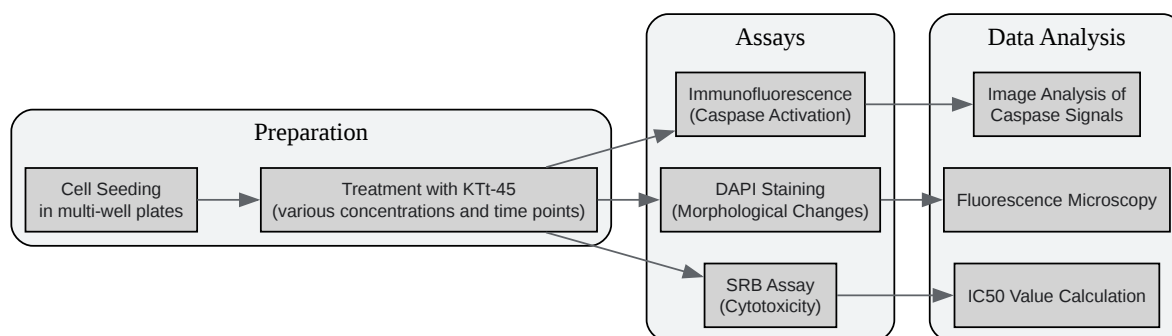 Preparation
Cell Seeding
in multi-well plates
Treatment with KTt-45
(various concentrations and time points)
Assays
Immunofluorescence
(Caspase Activation)
DAPI Staining
(Morphological Changes)
SRB Assay
(Cytotoxicity)
Data Analysis
Image Analysis of
Caspase Signals
Fluorescence Microscopy
IC50 Value Calculation